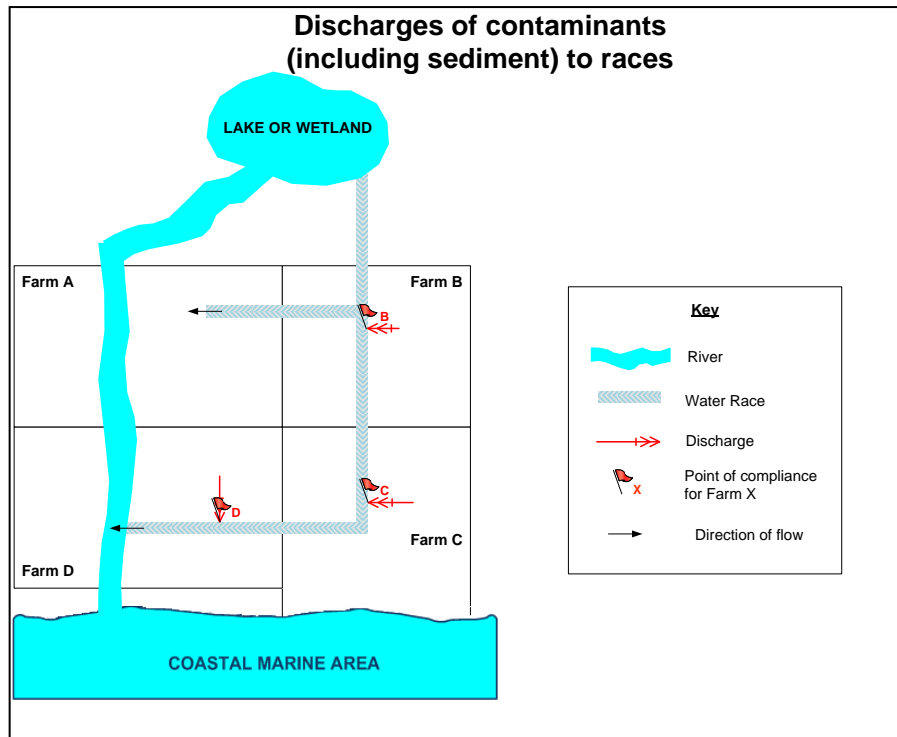 Discharges of contaminants
(including sediment) to races
LAKE OR WETLAND
Farm A
Farm B
B
C
D
Farm C
Farm D
COASTAL MARINE AREA
Key
River
Water Race
Discharge
X
Point of compliance
for Farm X
Direction of flow